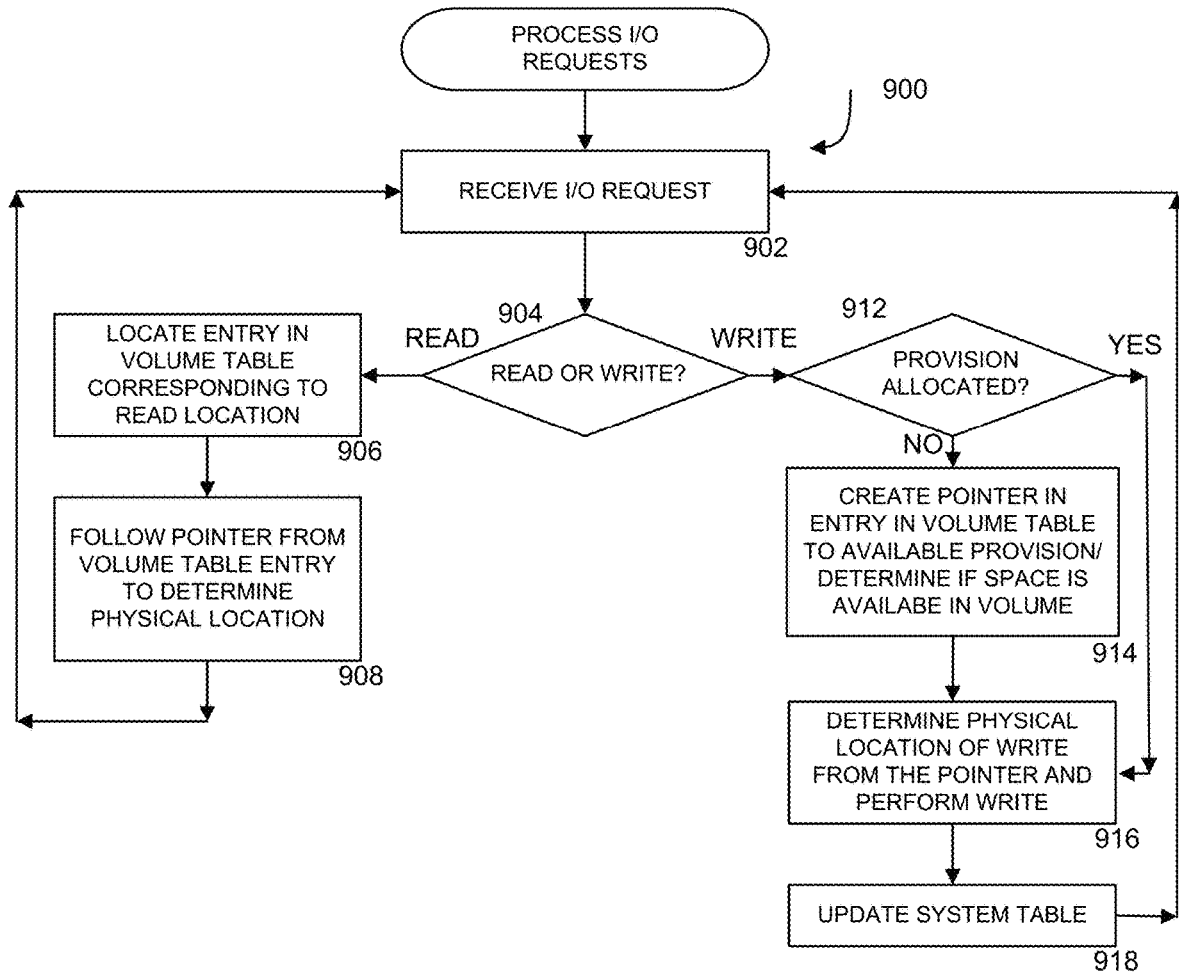 PROCESS I/O
REQUESTS
900
RECEIVE I/O REQUEST
902
904
READ
READ OR WRITE?
WRITE
912
PROVISION
ALLOCATED?
YES
NO
LOCATE ENTRY IN
VOLUME TABLE
CORRESPONDING TO
READ LOCATION
906
FOLLOW POINTER FROM
VOLUME TABLE ENTRY
TO DETERMINE
PHYSICAL LOCATION
908
CREATE POINTER IN
ENTRY IN VOLUME TABLE
TO AVAILABLE PROVISION/
DETERMINE IF SPACE IS
AVAILABE IN VOLUME
914
DETERMINE PHYSICAL
LOCATION OF WRITE
FROM THE POINTER AND
PERFORM WRITE
916
UPDATE SYSTEM TABLE
918